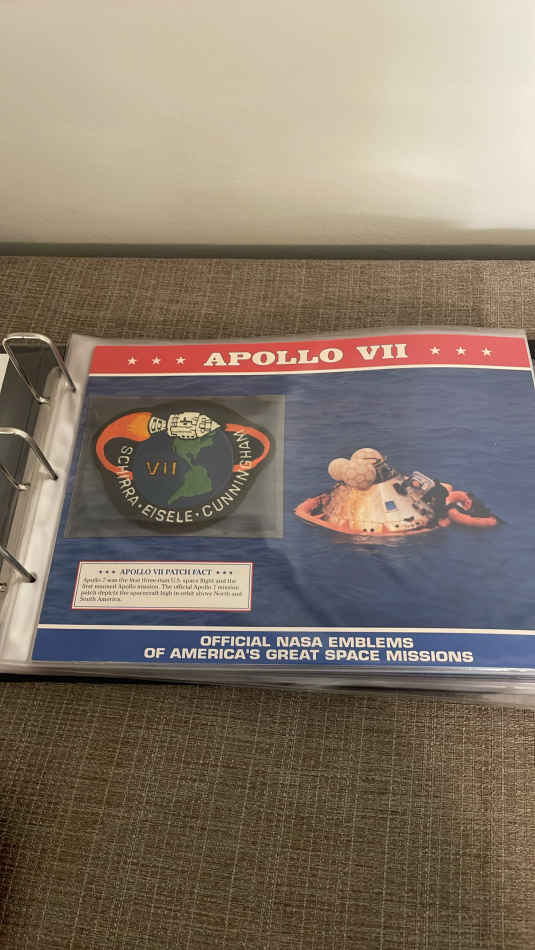 ★ ★ ★ APOLLO VII ★ ★ ★
VII
SCHIRRA • EISELE • CUNNINGHAM
★ ★ ★ APOLLO VII PATCH FACT ★ ★ ★
Apollo 7 was the first three-man U.S. space flight and the
first manned Apollo mission. The official Apollo 7 mission
patch depicts the spacecraft high in orbit above North and
South America.
OFFICIAL NASA EMBLEMS
OF AMERICA'S GREAT SPACE MISSIONS